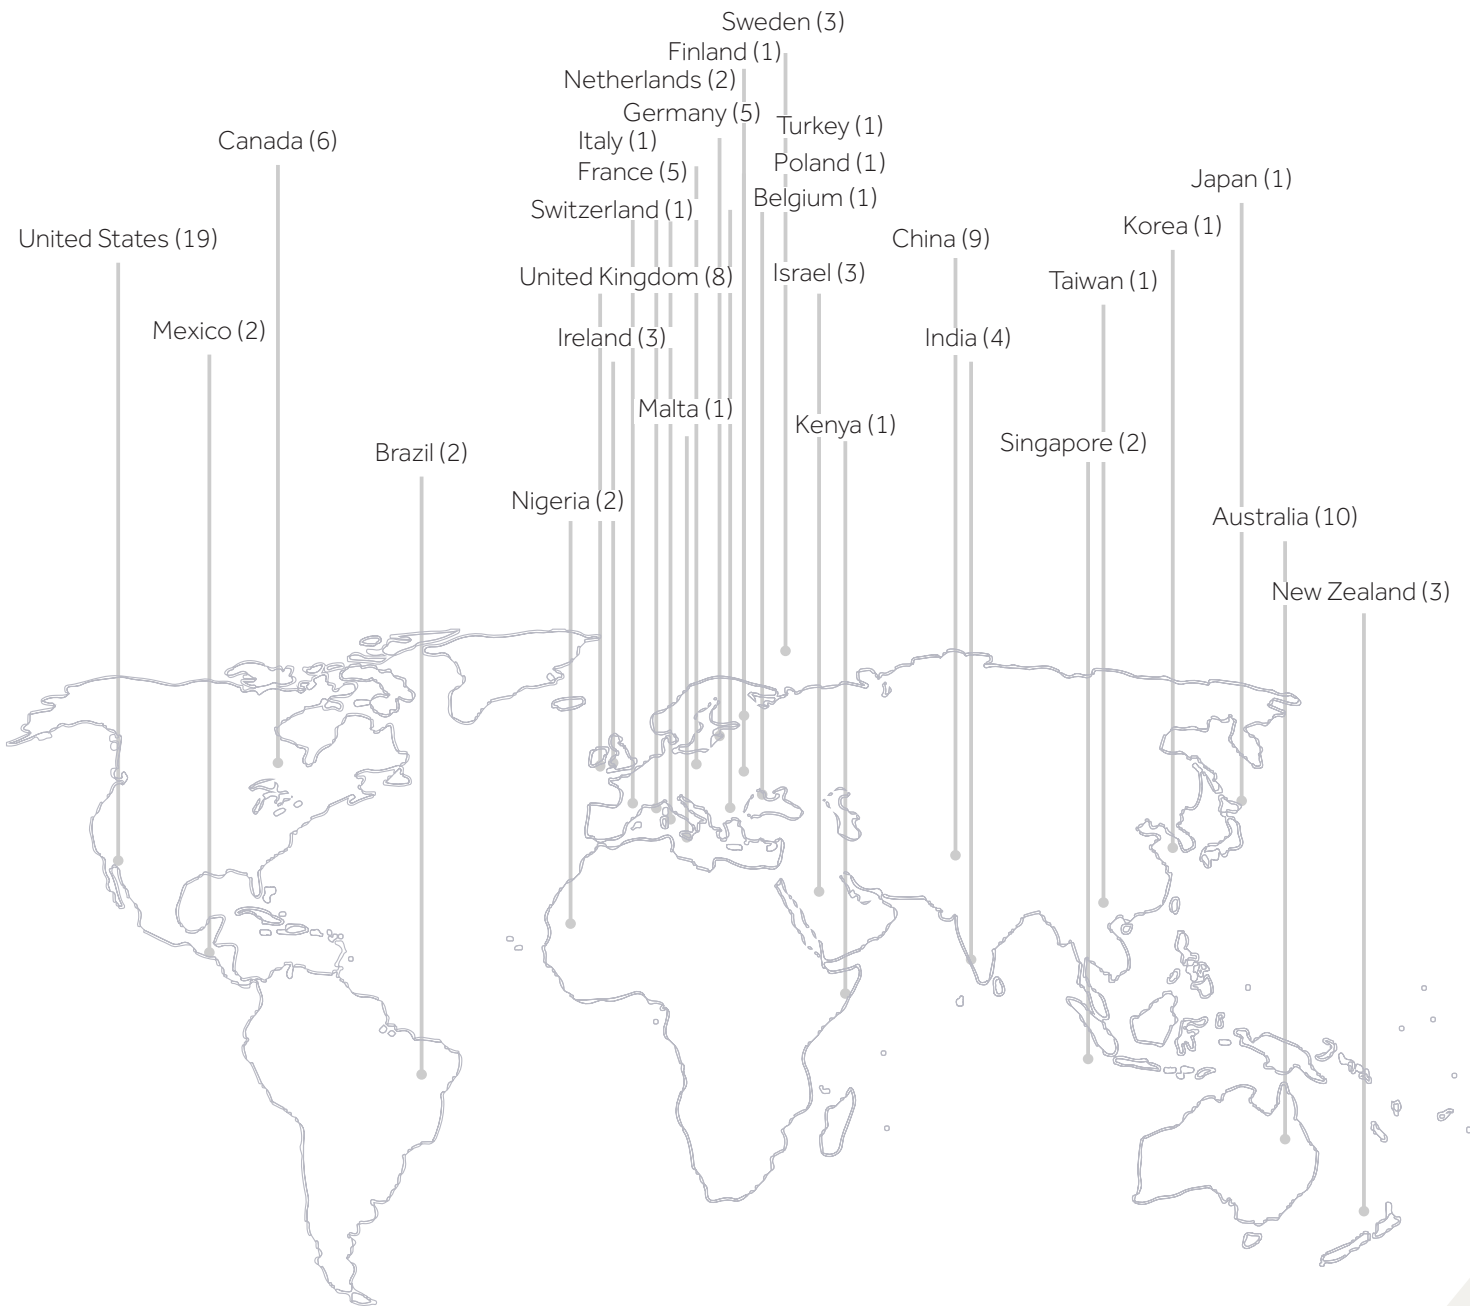 Sweden (3)
Finland (1)
Netherlands (2)
Germany (5)
Turkey (1)
Italy (1)
Canada (6)
Poland (1)
France (5)
Japan (1)
Belgium (1)
Switzerland (1)
Korea (1)
United States (19)
China (9)
Israel (3)
United Kingdom (8)
Taiwan (1)
Mexico (2)
Ireland (3)
India (4)
Malta (1)
Kenya (1)
Singapore (2)
Brazil (2)
Nigeria (2)
Australia (10)
New Zealand (3)